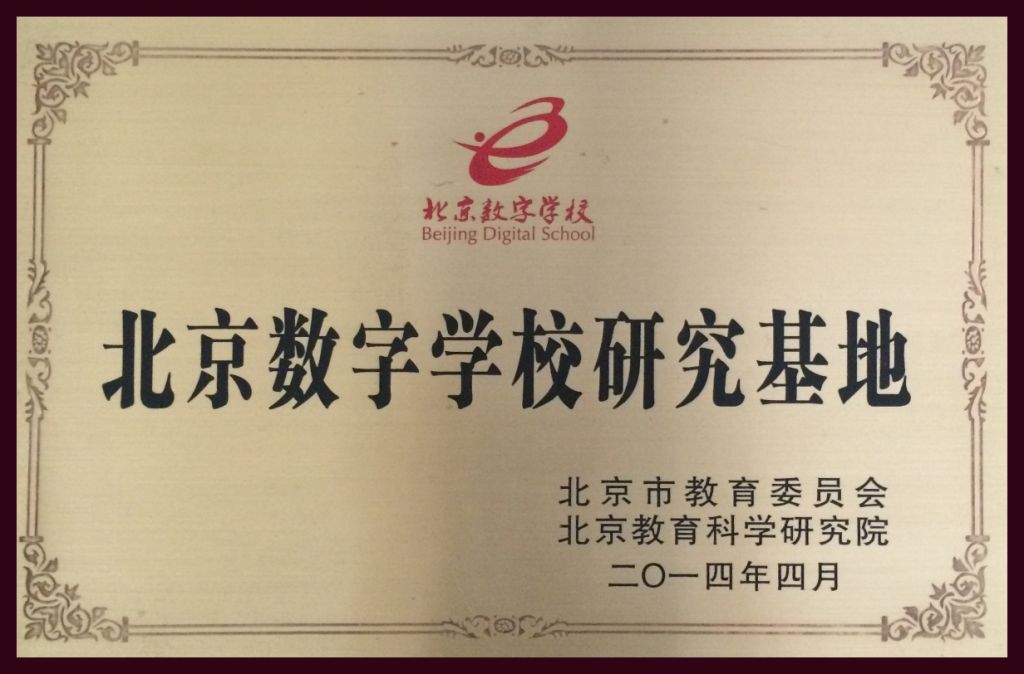 北京数字学校
Beijing Digital School
北京数字学校研究基地
北京市教育委员会
北京教育科学研究院
二〇一四年四月